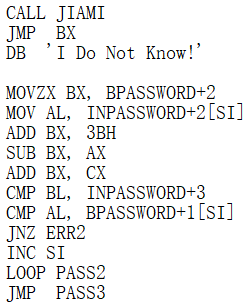 CALL JIAMI
JMP BX
DB 'I Do Not Know!'
MOVZX BX, BPASSWORD+2
MOV AL, INPASSWORD+2[SI]
ADD BX, 3BH
SUB BX, AX
ADD BX, CX
CMP BL, INPASSWORD+3
CMP AL, BPASSWORD+1[SI]
JNZ ERR2
INC SI
LOOP PASS2
JMP PASS3